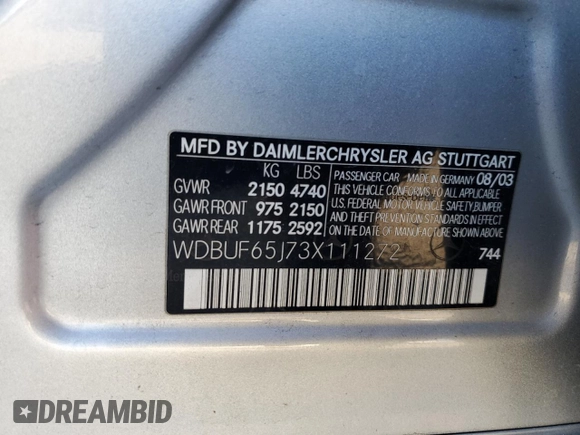 MFD BY DAIMLERCHRYSLER AG STUTTGART
KG LBS
GVWR 2150 4740
GAWR FRONT 975 2150
GAWR REAR 1175 2592
PASSENGER CAR MADE IN GERMANY 08/03
THIS VEHICLE CONFORMS TO ALL APPLICABLE
U.S. FEDERAL MOTOR VEHICLE SAFETY, BUMPER
AND THEFT PREVENTION STANDARDS IN EFFECT
ON THE DATE OF MANUFACTURE SHOWN ABOVE
WDBUF65J73X111272
744
DREAMBID